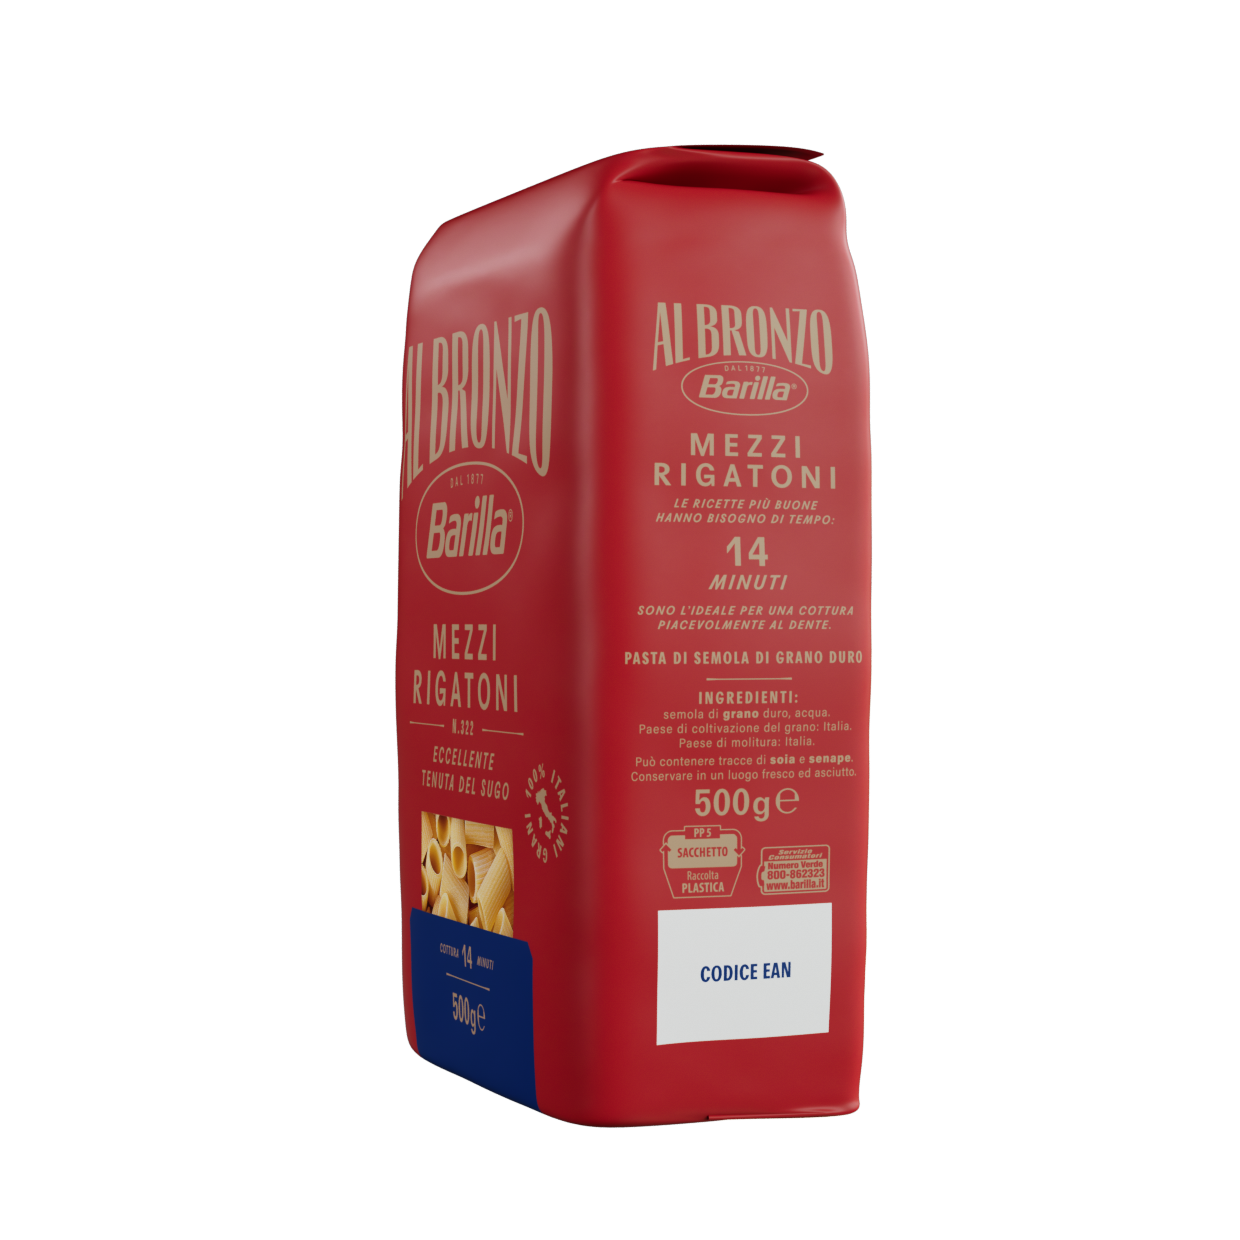 AL BRONZO
DAL 1877
Barilla®
MEZZI
RIGATONI
N.322
ECCELLENTE
TENUTA DEL SUGO
100% ITALIANI GRANI
COTTURA 14 MINUTI
500g℮
AL BRONZO
DAL 1877
Barilla®
MEZZI
RIGATONI
LE RICETTE PIÙ BUONE
HANNO BISOGNO DI TEMPO:
14
MINUTI
SONO L'IDEALE PER UNA COTTURA
PIACEVOLMENTE AL DENTE.
PASTA DI SEMOLA DI GRANO DURO
INGREDIENTI:
semola di grano duro, acqua.
Paese di coltivazione del grano: Italia.
Paese di molitura: Italia.
Può contenere tracce di soia e senape.
Conservare in un luogo fresco ed asciutto.
500g℮
PP 5
SACCHETTO
Raccolta
PLASTICA
Servizio
Consumatori
Numero Verde
800-862323
www.barilla.it
CODICE EAN